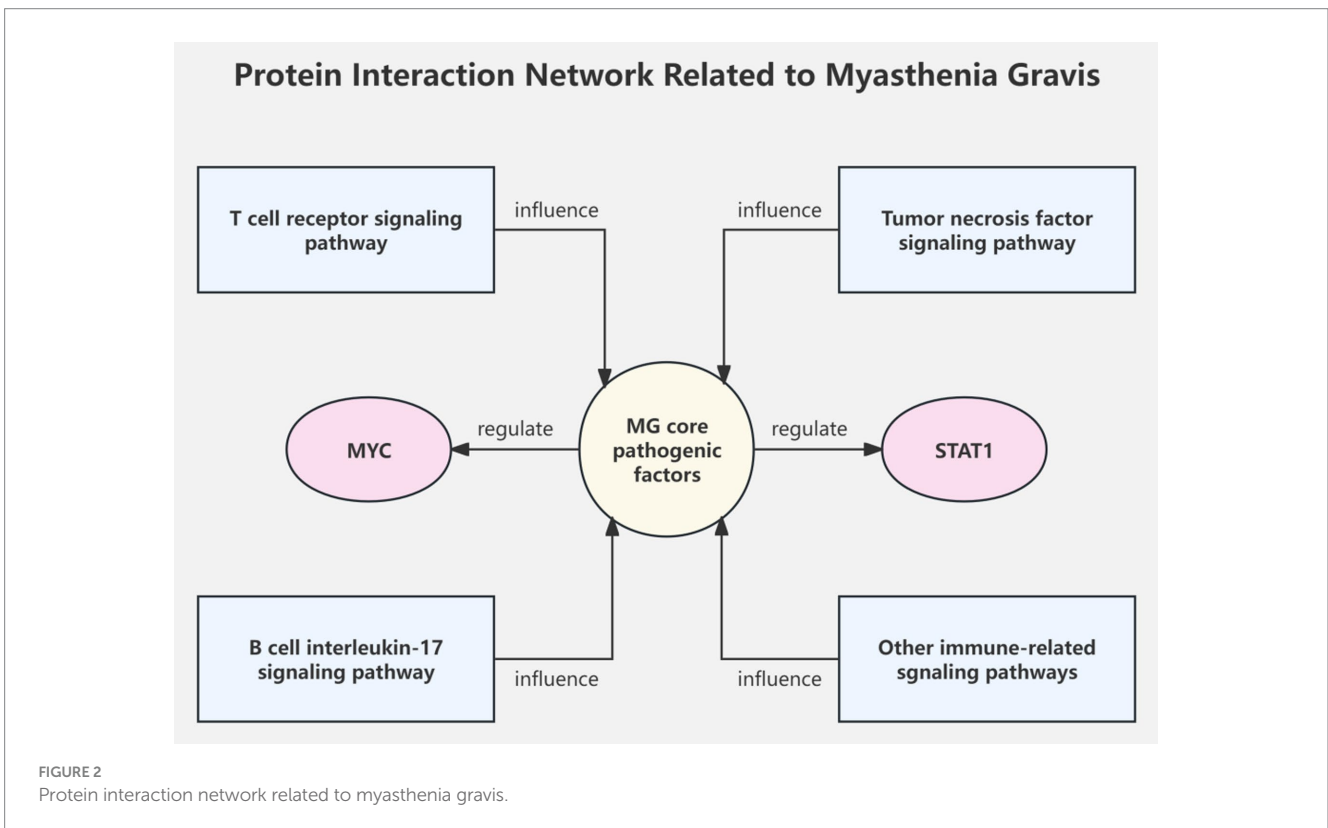 Protein Interaction Network Related to Myasthenia Gravis
T cell receptor signaling
pathway
influence
influence
Tumor necrosis factor
signaling pathway
MYC
regulate
MG core
pathogenic
factors
regulate
STAT1
B cell interleukin-17
signaling pathway
influence
influence
Other immune-related
sgnaling pathways
FIGURE 2
Protein interaction network related to myasthenia gravis.